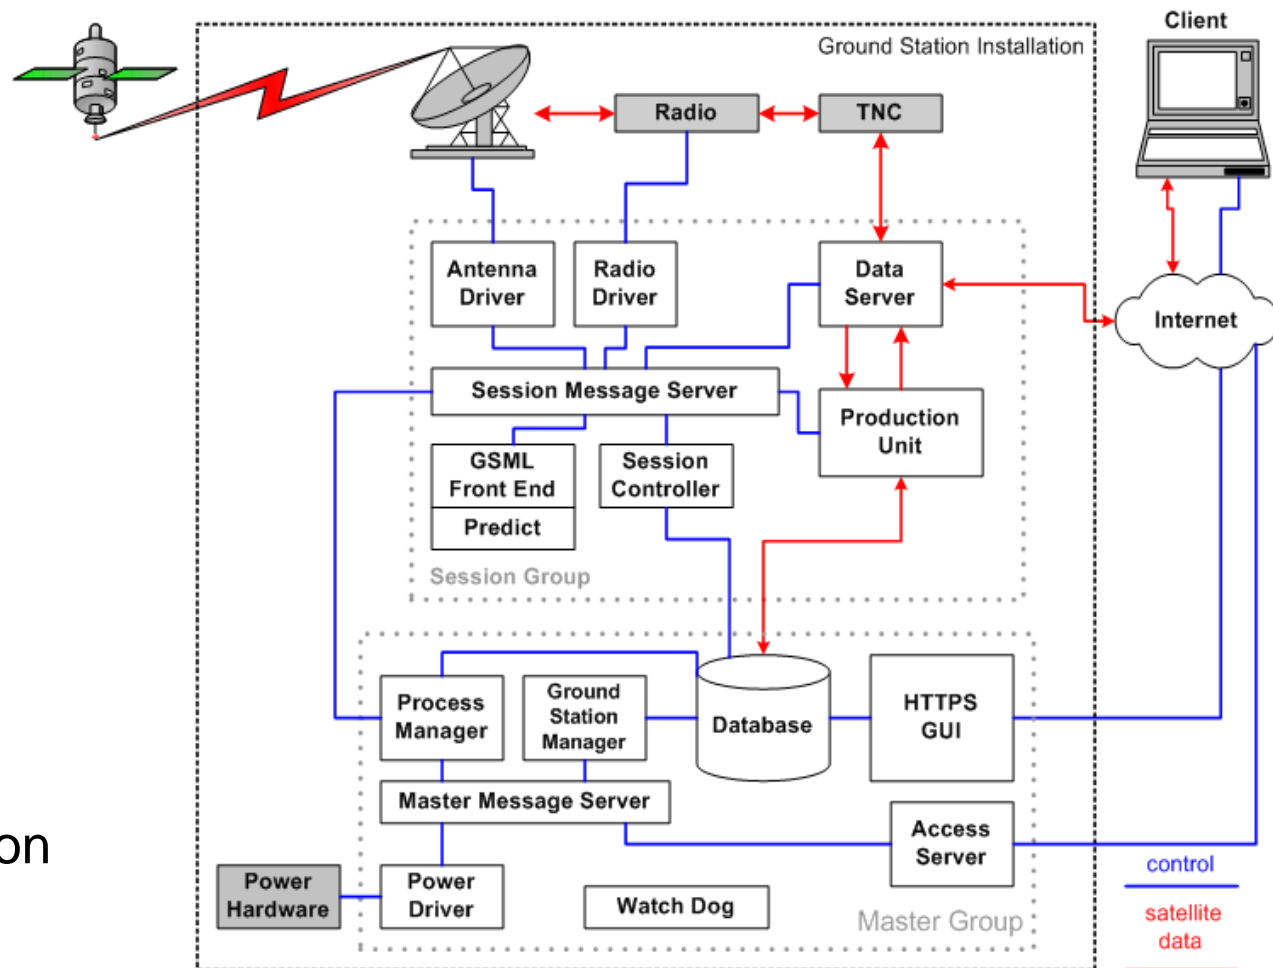 Client
Ground Station Installation
Radio
TNC
Antenna
Driver
Radio
Driver
Data
Server
Internet
Session Message Server
Production
Unit
GSML
Front End
Predict
Session
Controller
Session Group
Process
Manager
Ground
Station
Manager
Database
HTTPS
GUI
Master Message Server
Access
Server
on
control
Power
Hardware
Power
Driver
Watch Dog
Master Group
satellite
data